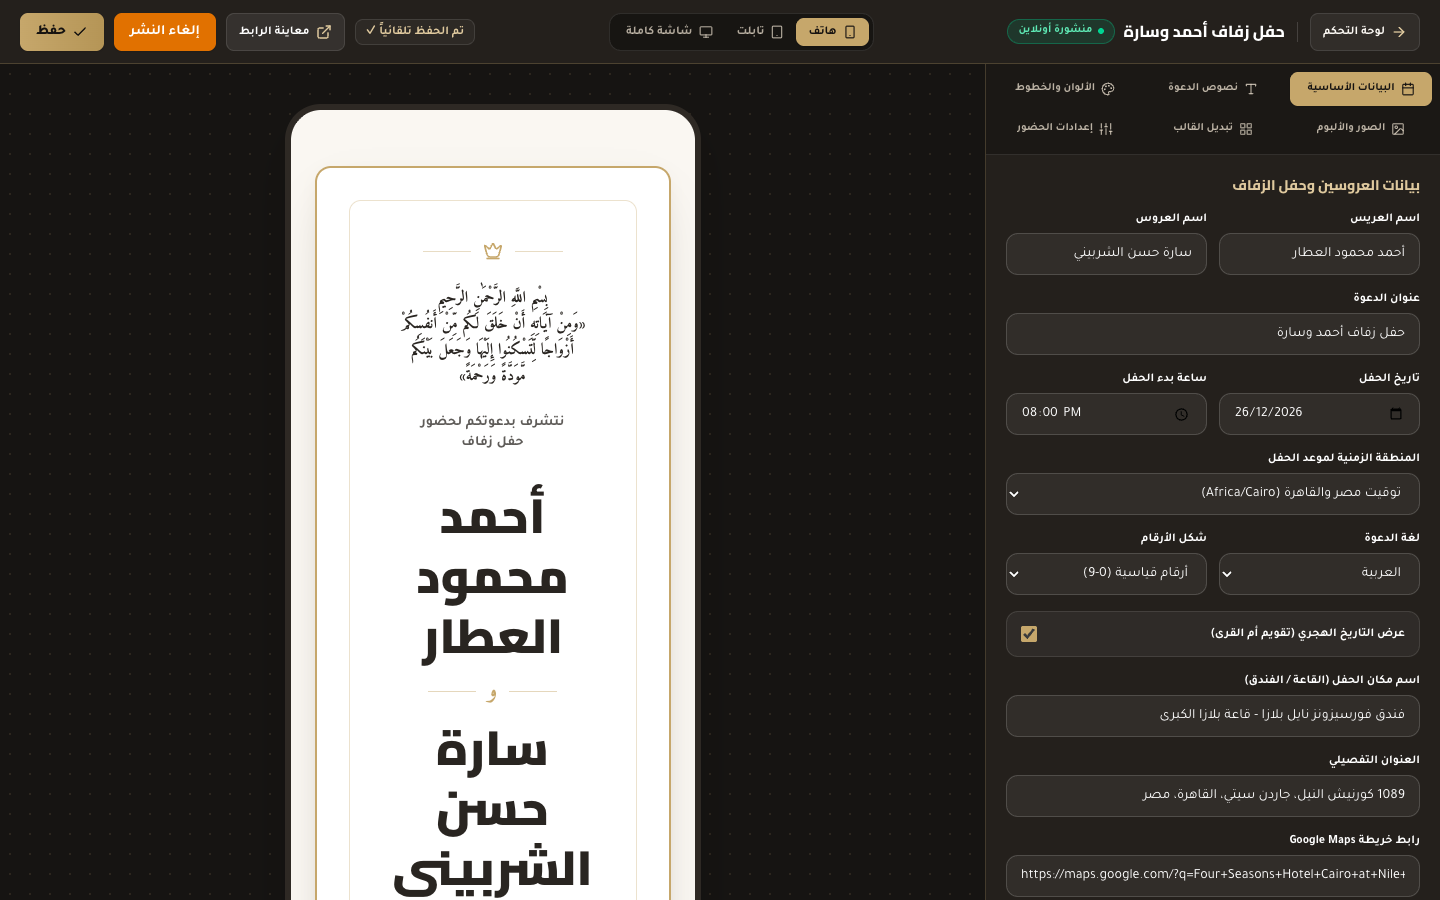 لوحة التحكم
حفل زفاف أحمد وسارة
منشورة أونلاين
هاتف
تابلت
شاشة كاملة
تم الحفظ تلقائياً ✓
معاينة الرابط
إلغاء النشر
حفظ
البيانات الأساسية
نصوص الدعوة
الألوان والخطوط
الصور والألبوم
تبديل القالب
إعدادات الحضور
بيانات العروسين وحفل الزفاف
اسم العريس
اسم العروس
أحمد محمود العطار
سارة حسن الشربيني
عنوان الدعوة
حفل زفاف أحمد وسارة
تاريخ الحفل
ساعة بدء الحفل
26/12/2026
08:00 PM
المنطقة الزمنية لموعد الحفل
توقيت مصر والقاهرة (Africa/Cairo)
لغة الدعوة
شكل الأرقام
العربية
أرقام قياسية (0-9)
عرض التاريخ الهجري (تقويم أم القرى)
اسم مكان الحفل (القاعة / الفندق)
فندق فورسيزونز نايل بلازا - قاعة بلازا الكبرى
العنوان التفصيلي
1089 كورنيش النيل، جاردن سيتي، القاهرة، مصر
رابط خريطة Google Maps
https://maps.google.com/?q=Four+Seasons+Hotel+Cairo+at+Nile+
بِسْمِ اللَّهِ الرَّحْمَٰنِ الرَّحِيمِ
«وَمِنْ آيَاتِهِ أَنْ خَلَقَ لَكُم مِّنْ أَنفُسِكُمْ
أَزْوَاجًا لِّتَسْكُنُوا إِلَيْهَا وَجَعَلَ بَيْنَكُم
مَّوَدَّةً وَرَحْمَةً»
نتشرف بدعوتكم لحضور
حفل زفاف
أحمد
محمود
العطار
و
سارة
حسن
الشربيني